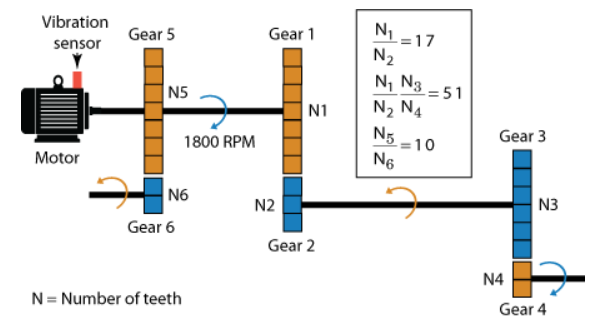 Vibration
sensor
Gear 5
Gear 1
N5
1800 RPM
N1
Motor
N6
Gear 6
N2
Gear 2
N1/N2 = 17
N1/N2 N3/N4 = 51
N5/N6 = 10
Gear 3
N3
N4
Gear 4
N = Number of teeth